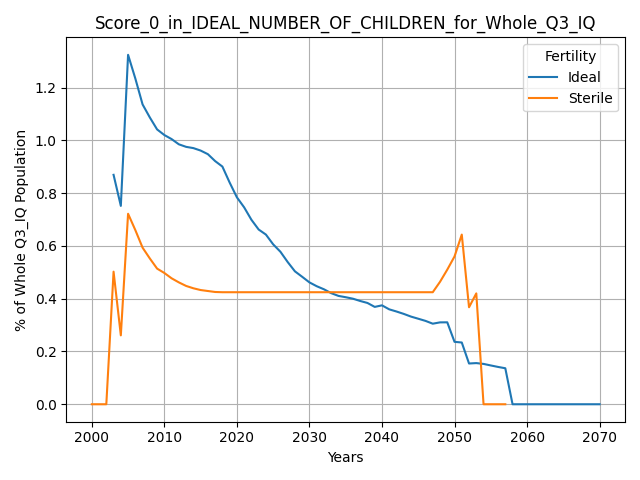 Score_0_in_IDEAL_NUMBER_OF_CHILDREN_for_Whole_Q3_IQ
Fertility
Ideal
Sterile
% of Whole Q3_IQ Population
1.2
1.0
0.8
0.6
0.4
0.2
0.0
2000 2010 2020 2030 2040 2050 2060 2070
Years